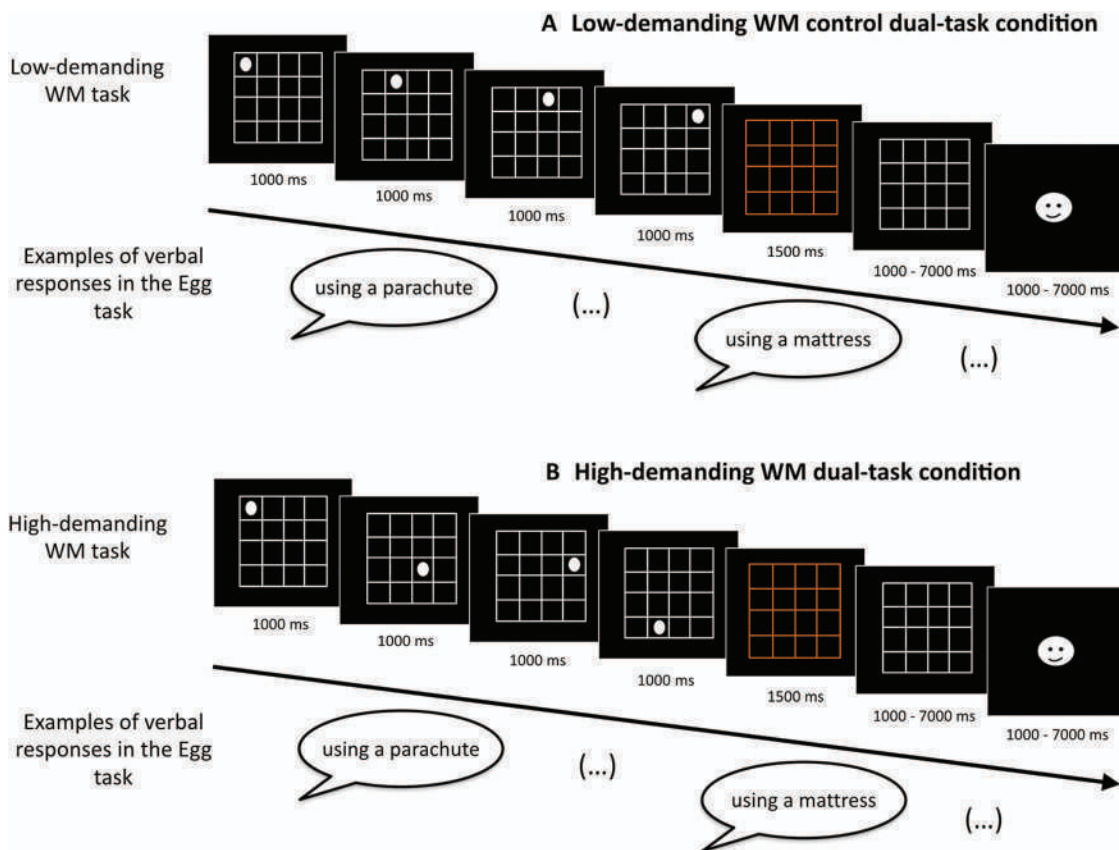 A Low-demanding WM control dual-task condition
Low-demanding
WM task
1000 ms
1000 ms
1000 ms
1000 ms
1500 ms
1000 - 7000 ms
1000 - 7000 ms
Examples of verbal
responses in the Egg
task
using a parachute
(...)
using a mattress
(...)
B High-demanding WM dual-task condition
High-demanding
WM task
1000 ms
1000 ms
1000 ms
1000 ms
1500 ms
1000 - 7000 ms
1000 - 7000 ms
Examples of verbal
responses in the Egg
task
using a parachute
(...)
using a mattress
(...)